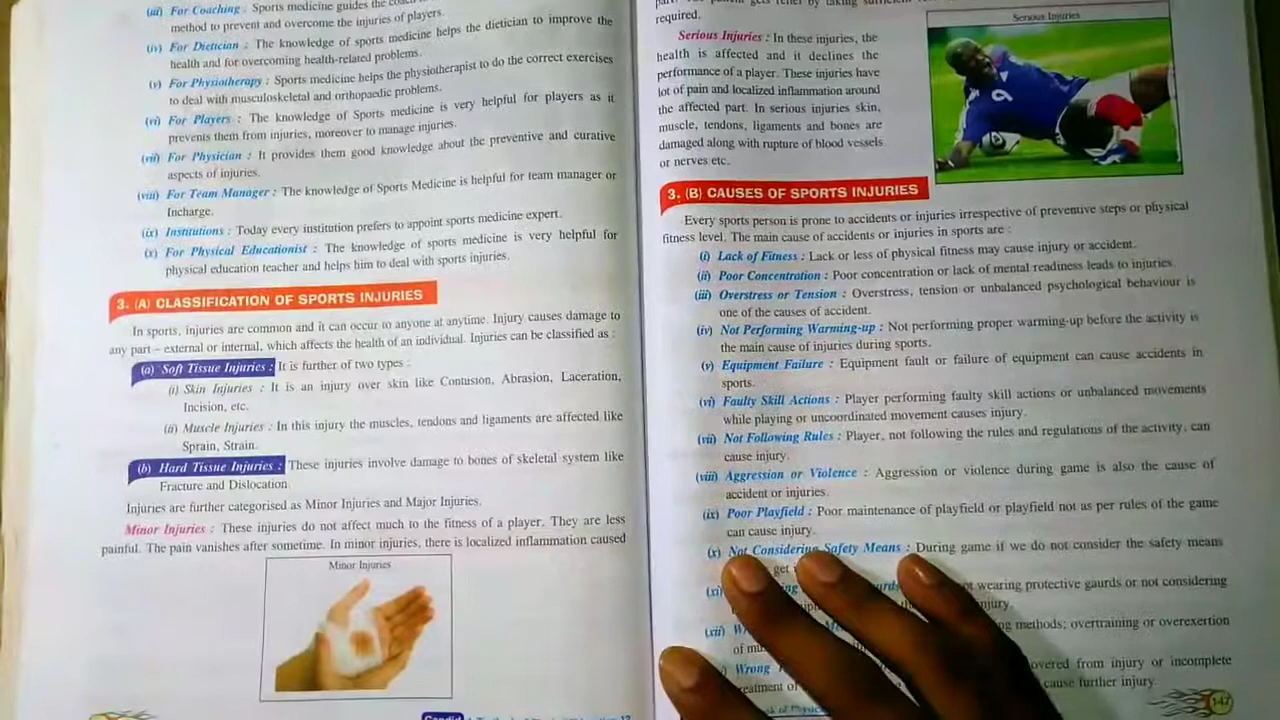 (iii) For Coaching : Sports medicine guides the
method to prevent and overcome the injuries of players.
(iv) For Dietician : The knowledge of sports medicine helps the dietician to improve the
health and for overcoming health-related problems.
(v) For Physiotherapy : Sports medicine helps the physiotherapist to do the correct exercises
to deal with musculoskeletal and orthopaedic problems.
(vi) For Players : The knowledge of Sports medicine is very helpful for players as it
prevents them from injuries, moreover to manage injuries.
(vii) For Physician : It provides them good knowledge about the preventive and curative
aspects of injuries.
(viii) For Team Manager : The knowledge of Sports Medicine is helpful for team manager or
Incharge.
(ix) Institutions : Today every institution prefers to appoint sports medicine expert.
(x) For Physical Educationist : The knowledge of sports medicine is very helpful for
physical education teacher and helps him to deal with sports injuries.
3. (A) CLASSIFICATION OF SPORTS INJURIES
In sports, injuries are common and it can occur to anyone at anytime. Injury causes damage to
any part – external or internal, which affects the health of an individual. Injuries can be classified as :
(a) Soft Tissue Injuries : It is further of two types :
(i) Skin Injuries : It is an injury over skin like Contusion, Abrasion, Laceration,
Incision, etc.
(ii) Muscle Injuries : In this injury the muscles, tendons and ligaments are affected like
Sprain, Strain.
(b) Hard Tissue Injuries : These injuries involve damage to bones of skeletal system like
Fracture and Dislocation.
Injuries are further categorised as Minor Injuries and Major Injuries.
Minor Injuries : These injuries do not affect much to the fitness of a player. They are less
painful. The pain vanishes after sometime. In minor injuries, there is localized inflammation caused
Minor Injuries
Candid
required.
Serious Injuries : In these injuries, the
health is affected and it declines the
performance of a player. These injuries have
lot of pain and localized inflammation around
the affected part. In serious injuries skin,
muscle, tendons, ligaments and bones are
damaged along with rupture of blood vessels
or nerves etc.
Serious Injuries
9
3. (B) CAUSES OF SPORTS INJURIES
Every sports person is prone to accidents or injuries irrespective of preventive steps or physical
fitness level. The main cause of accidents or injuries in sports are :
(i) Lack of Fitness : Lack or less of physical fitness may cause injury or accident.
(ii) Poor Concentration : Poor concentration or lack of mental readiness leads to injuries.
(iii) Overstress or Tension : Overstress, tension or unbalanced psychological behaviour is
one of the causes of accident.
(iv) Not Performing Warming-up : Not performing proper warming-up before the activity is
the main cause of injuries during sports.
(v) Equipment Failure : Equipment fault or failure of equipment can cause accidents in
sports.
(vi) Faulty Skill Actions : Player performing faulty skill actions or unbalanced movements
while playing or uncoordinated movement causes injury.
(vii) Not Following Rules : Player, not following the rules and regulations of the activity, can
cause injury.
(viii) Aggression or Violence : Aggression or violence during game is also the cause of
accident or injuries.
(ix) Poor Playfield : Poor maintenance of playfield or playfield not as per rules of the game
can cause injury.
(x) Not Considering Safety Means : During game if we do not consider the safety means
get
(xi) wearing protective gaurds or not considering
(xii) methods; overtraining or overexertion
of
Wrong from injury or incomplete
of cause further injury.
147